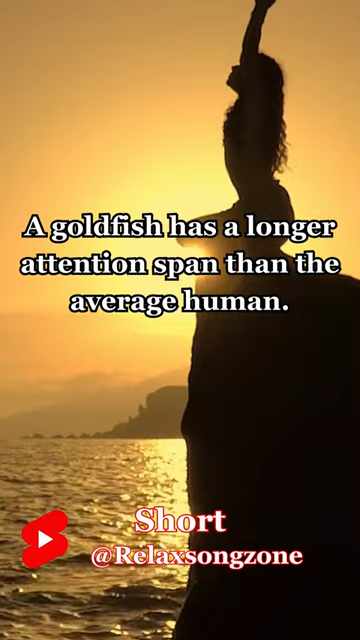 A goldfish has a longer
attention span than the
average human.
Short
@Relaxsongzone